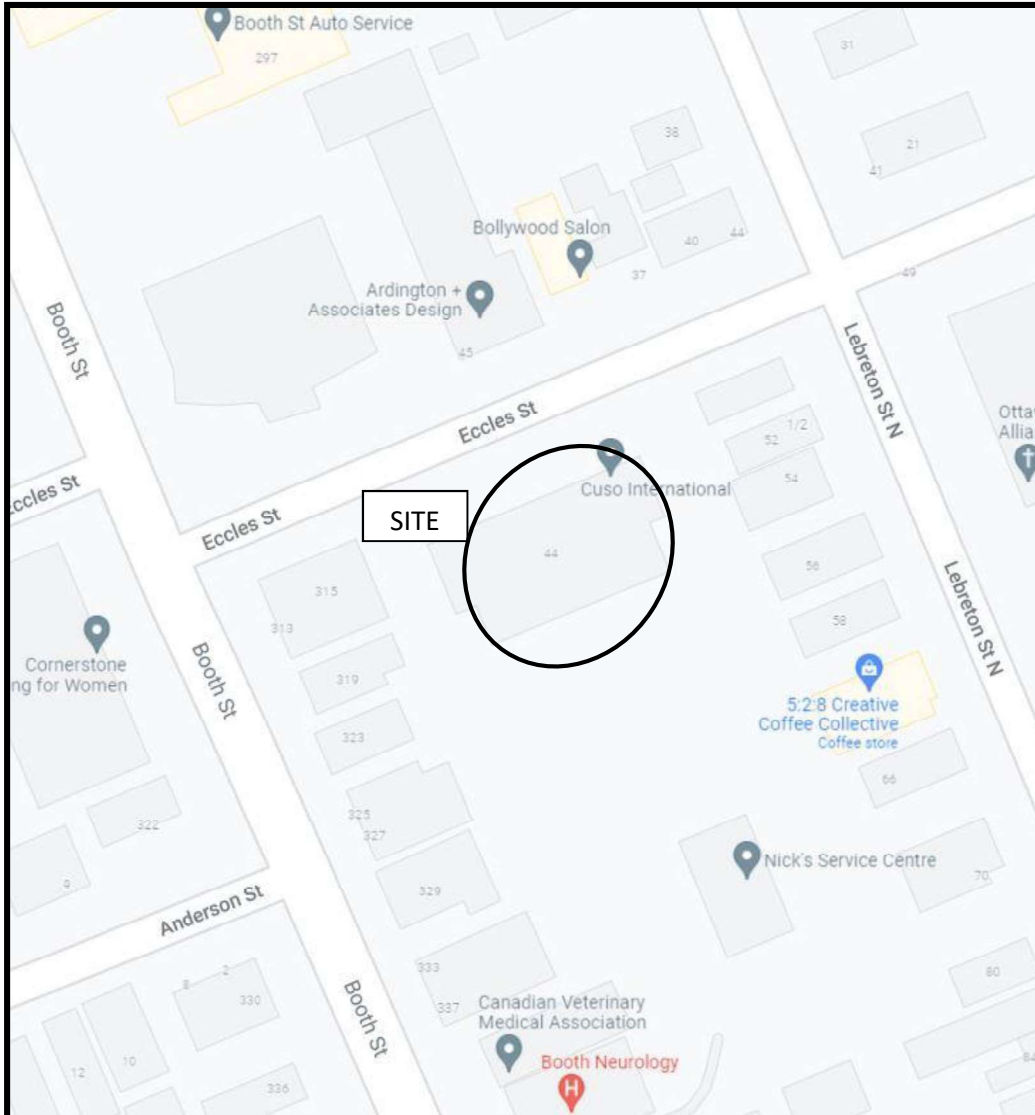 Booth St Auto Service
297
31
38
21
41
Bollywood Salon
40
44
37
49
Ardington +
Associates Design
45
Booth St
Eccles St
Lebreton St N
Otta
Allia
52
1/2
54
Cuso International
SITE
44
Eccles St
Eccles St
315
313
56
58
Lebreton St N
Cornerstone
ng for Women
Booth St
319
323
5:2:8 Creative
Coffee Collective
Coffee store
66
325
327
322
Nick's Service Centre
70
9
329
Anderson St
333
337
80
8
2
330
Booth St
Canadian Veterinary
Medical Association
Booth Neurology
H
12
10
336
84